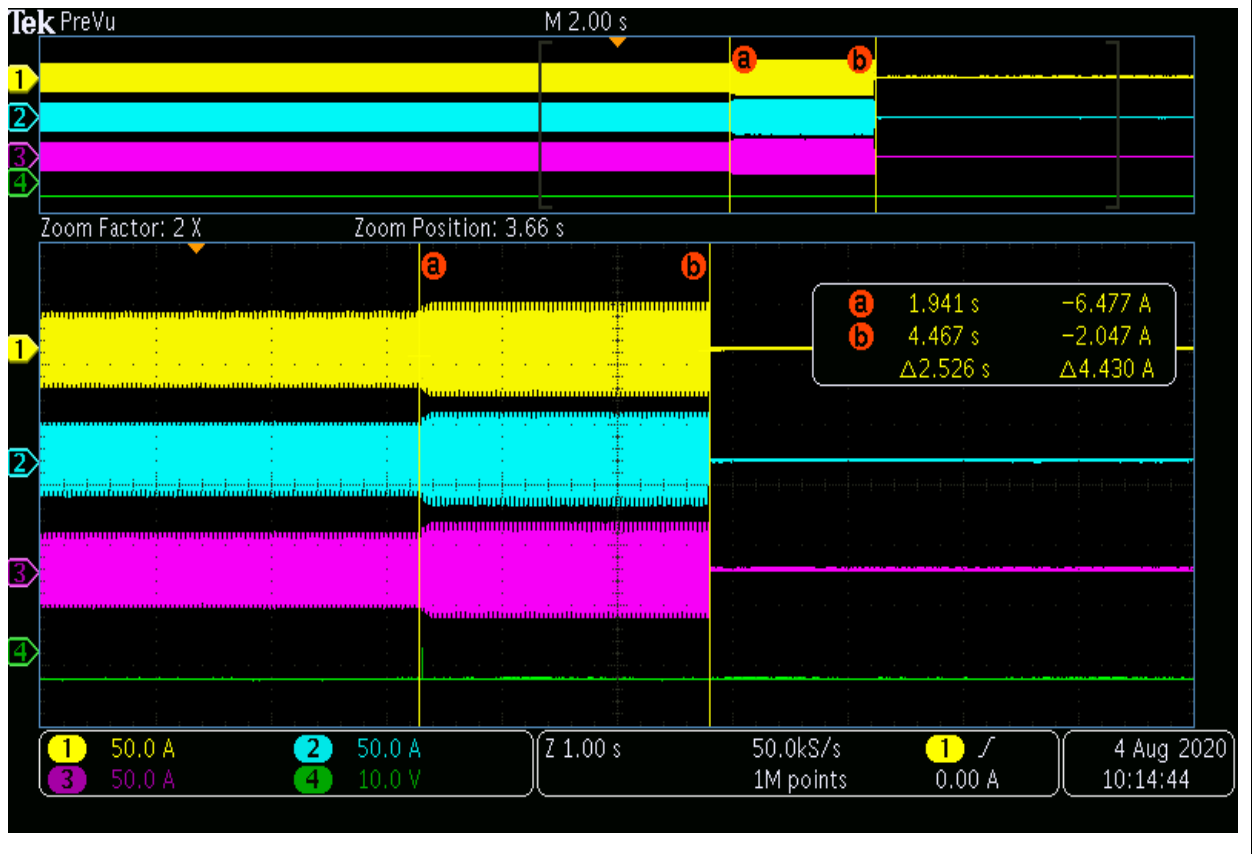 Tek PreVu M 2.00 s
a b
1
2
3
4
Zoom Factor: 2 X Zoom Position: 3.66 s
a b
a 1.941 s −6.477 A
b 4.467 s −2.047 A
Δ2.526 s Δ4.430 A
1
2
3
4
1 50.0 A 2 50.0 A Z 1.00 s 50.0kS/s 1 4 Aug 2020
3 50.0 A 4 10.0 V 1M points 0.00 A 10:14:44